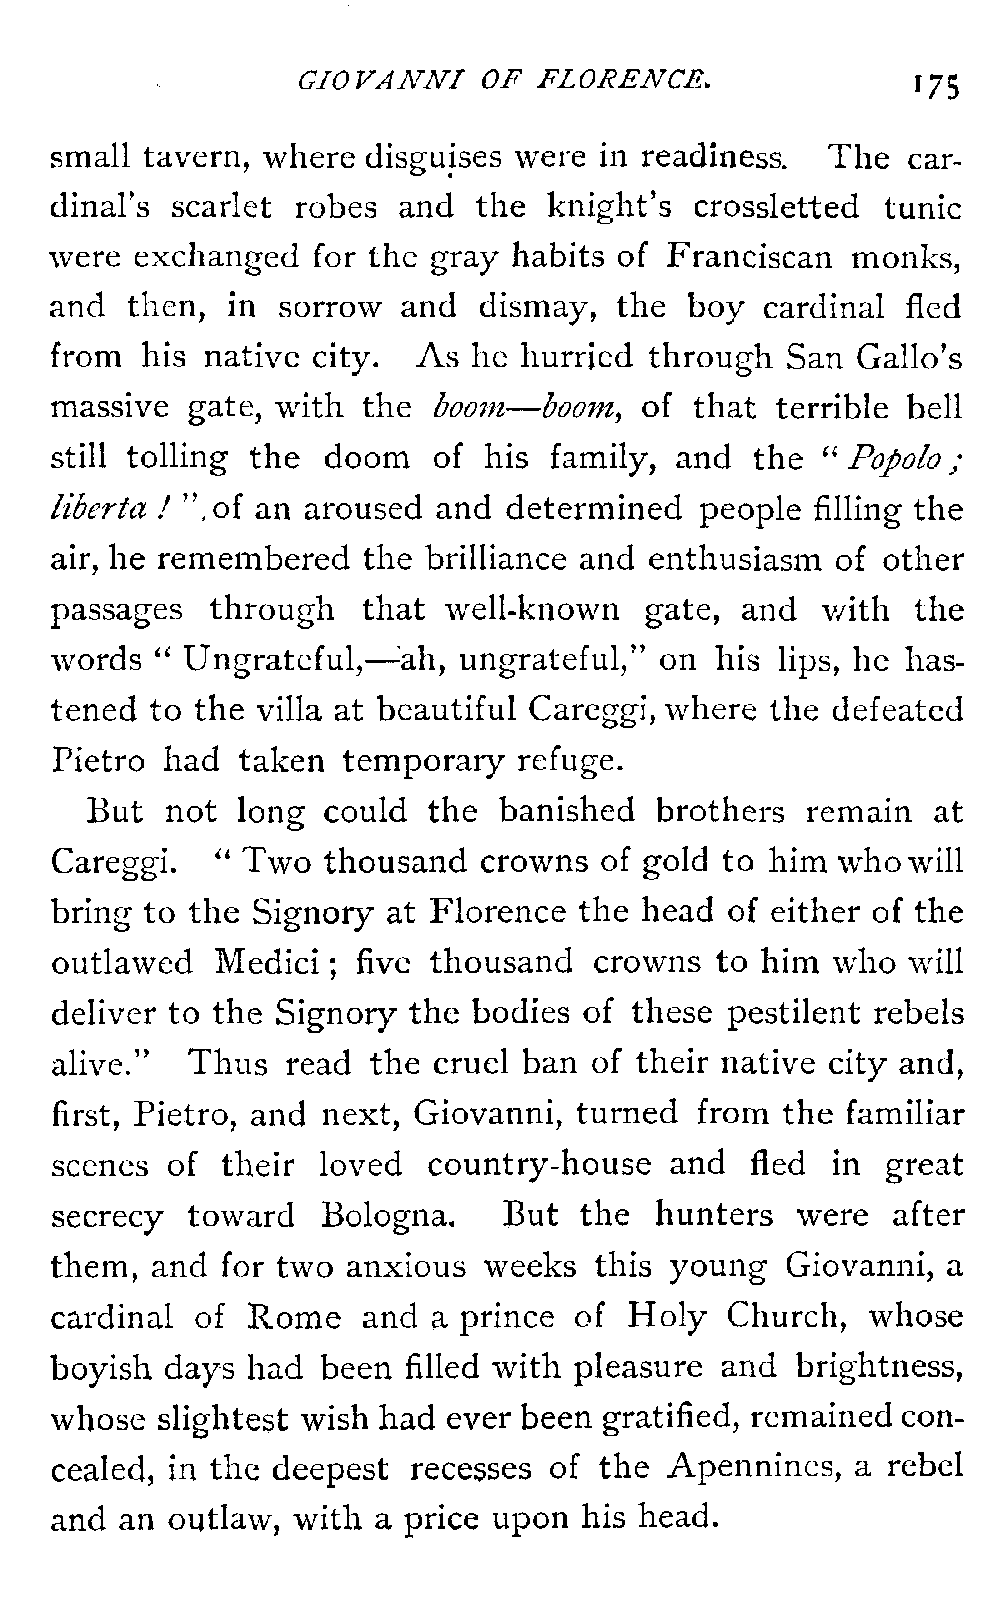 GIOVANNI OF FLORENCE. 175
small tavern, where disguises were in readiness. The car-
dinal's scarlet robes and the knight's crossletted tunic
were exchanged for the gray habits of Franciscan monks,
and then, in sorrow and dismay, the boy cardinal fled
from his native city. As he hurried through San Gallo's
massive gate, with the boom—boom, of that terrible bell
still tolling the doom of his family, and the “ Popolo ;
liberta ! ” of an aroused and determined people filling the
air, he remembered the brilliance and enthusiasm of other
passages through that well-known gate, and with the
words “ Ungrateful,—ah, ungrateful,” on his lips, he has-
tened to the villa at beautiful Careggi, where the defeated
Pietro had taken temporary refuge.
But not long could the banished brothers remain at
Careggi. “ Two thousand crowns of gold to him who will
bring to the Signory at Florence the head of either of the
outlawed Medici ; five thousand crowns to him who will
deliver to the Signory the bodies of these pestilent rebels
alive.” Thus read the cruel ban of their native city and,
first, Pietro, and next, Giovanni, turned from the familiar
scenes of their loved country-house and fled in great
secrecy toward Bologna. But the hunters were after
them, and for two anxious weeks this young Giovanni, a
cardinal of Rome and a prince of Holy Church, whose
boyish days had been filled with pleasure and brightness,
whose slightest wish had ever been gratified, remained con-
cealed, in the deepest recesses of the Apennines, a rebel
and an outlaw, with a price upon his head.